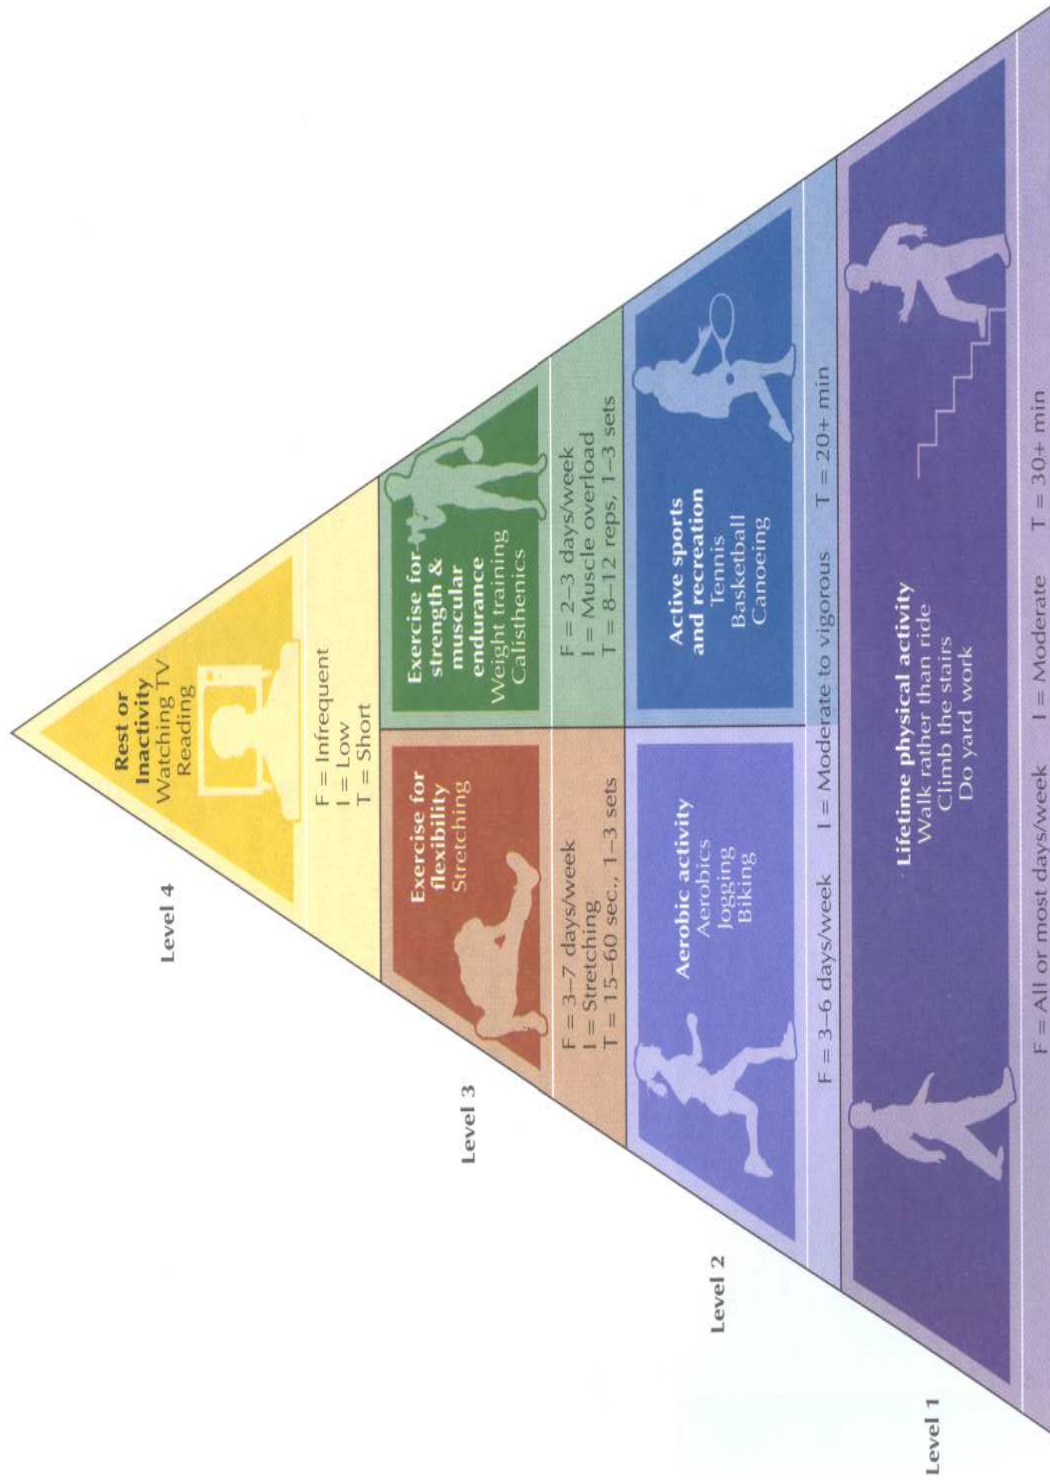 Level 4
Rest or
Inactivity
Watching TV
Reading
F = Infrequent
I = Low
T = Short
Level 3
Exercise for
flexibility
Stretching
F = 3–7 days/week
I = Stretching
T = 15–60 sec., 1–3 sets
Exercise for
strength &
muscular
endurance
Weight training
Calisthenics
F = 2–3 days/week
I = Muscle overload
T = 8–12 reps, 1–3 sets
Level 2
Aerobic activity
Aerobics
Jogging
Biking
Active sports
and recreation
Tennis
Basketball
Canoeing
F = 3–6 days/week I = Moderate to vigorous T = 20+ min
Level 1
Lifetime physical activity
Walk rather than ride
Climb the stairs
Do yard work
F = All or most days/week I = Moderate T = 30+ min